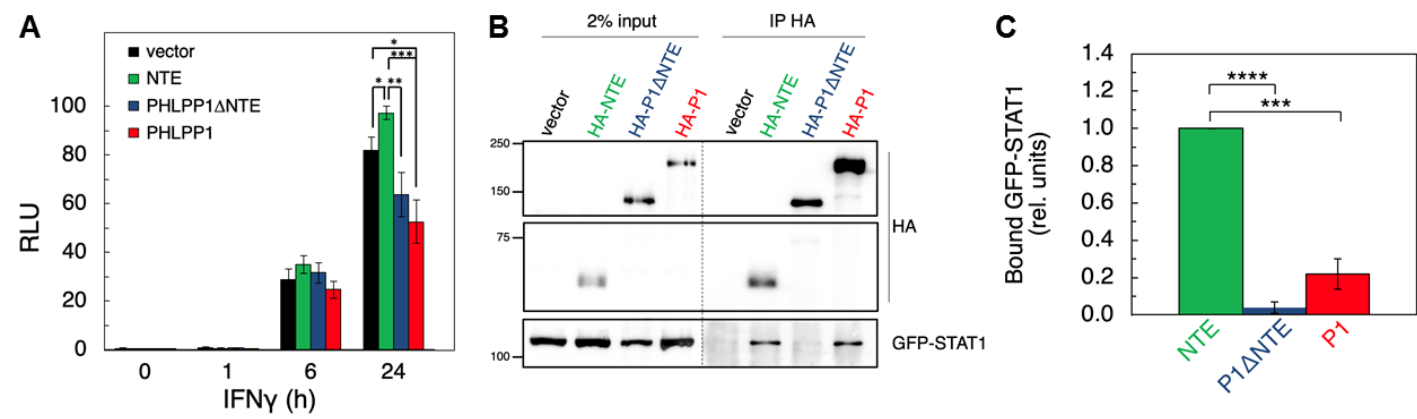 A
vector
NTE
PHLPP1ΔNTE
PHLPP1
* ***
* **
100
80
60
40
20
0
RLU
0 1 6 24
IFNγ (h)
B
2% input IP HA
vector HA-NTE HA-P1ΔNTE HA-P1 vector HA-NTE HA-P1ΔNTE HA-P1
250
150
75
HA
100
GFP-STAT1
C
1.4
1.2
1.0
0.8
0.6
0.4
0.2
0.0
Bound GFP-STAT1
(rel. units)
****
***
NTE P1ΔNTE P1